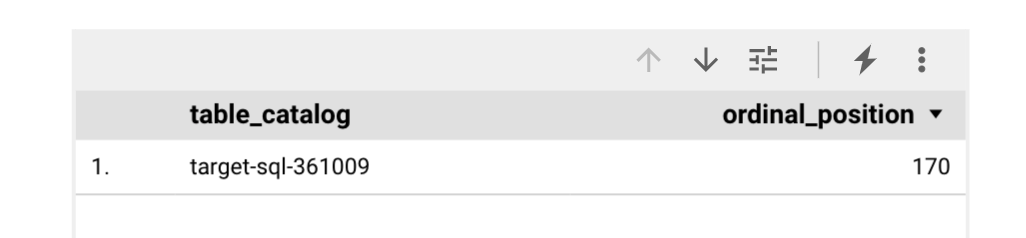 table_catalog ordinal_position
1. target-sql-361009 170